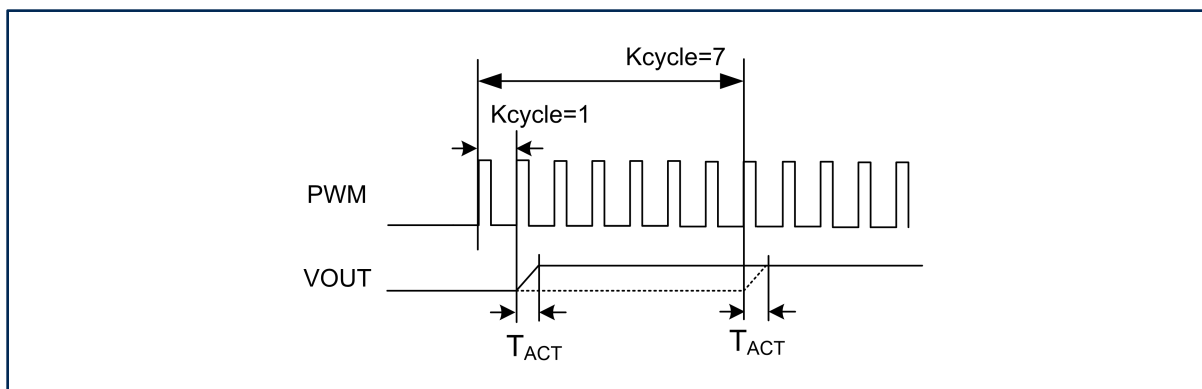 Kcycle=7
Kcycle=1
PWM
VOUT
TACT
TACT